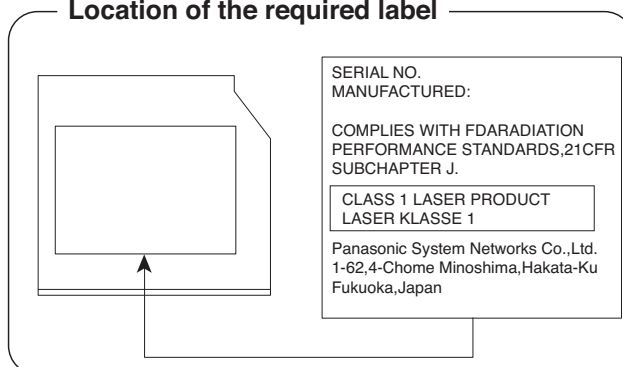 Location of the required label
SERIAL NO.
MANUFACTURED:
COMPLIES WITH FDARADIATION
PERFORMANCE STANDARDS,21CFR
SUBCHAPTER J.
CLASS 1 LASER PRODUCT
LASER KLASSE 1
Panasonic System Networks Co.,Ltd.
1-62,4-Chome Minoshima,Hakata-Ku
Fukuoka,Japan